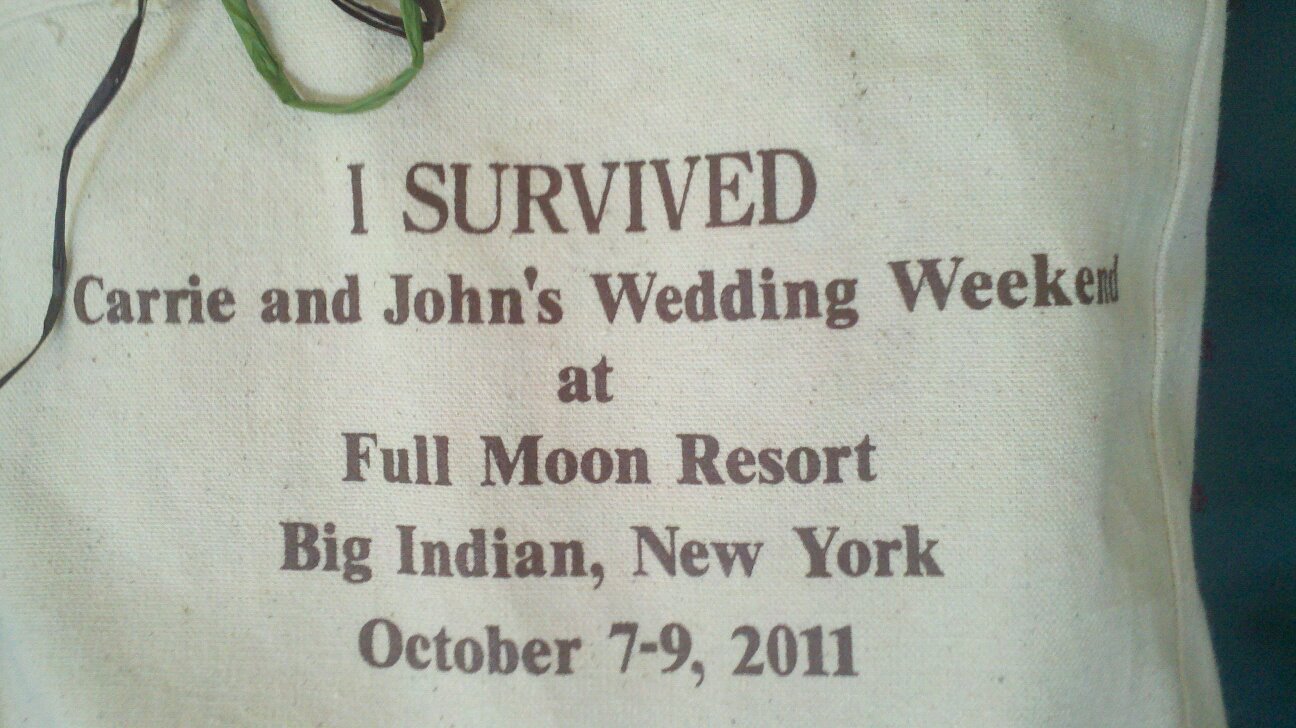 I SURVIVED
Carrie and John's Wedding Weekend
at
Full Moon Resort
Big Indian, New York
October 7-9, 2011